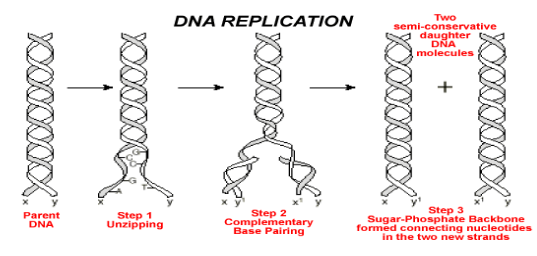 DNA REPLICATION
Two
semi-conservative
daughter
DNA
molecules
+
G
C
G
A
T
x y
x y
x y¹ x¹ y
x y¹ x¹ y
Parent
DNA
Step 1
Unzipping
Step 2
Complementary
Base Pairing
Step 3
Sugar-Phosphate Backbone
formed connecting nucleotides
in the two new strands